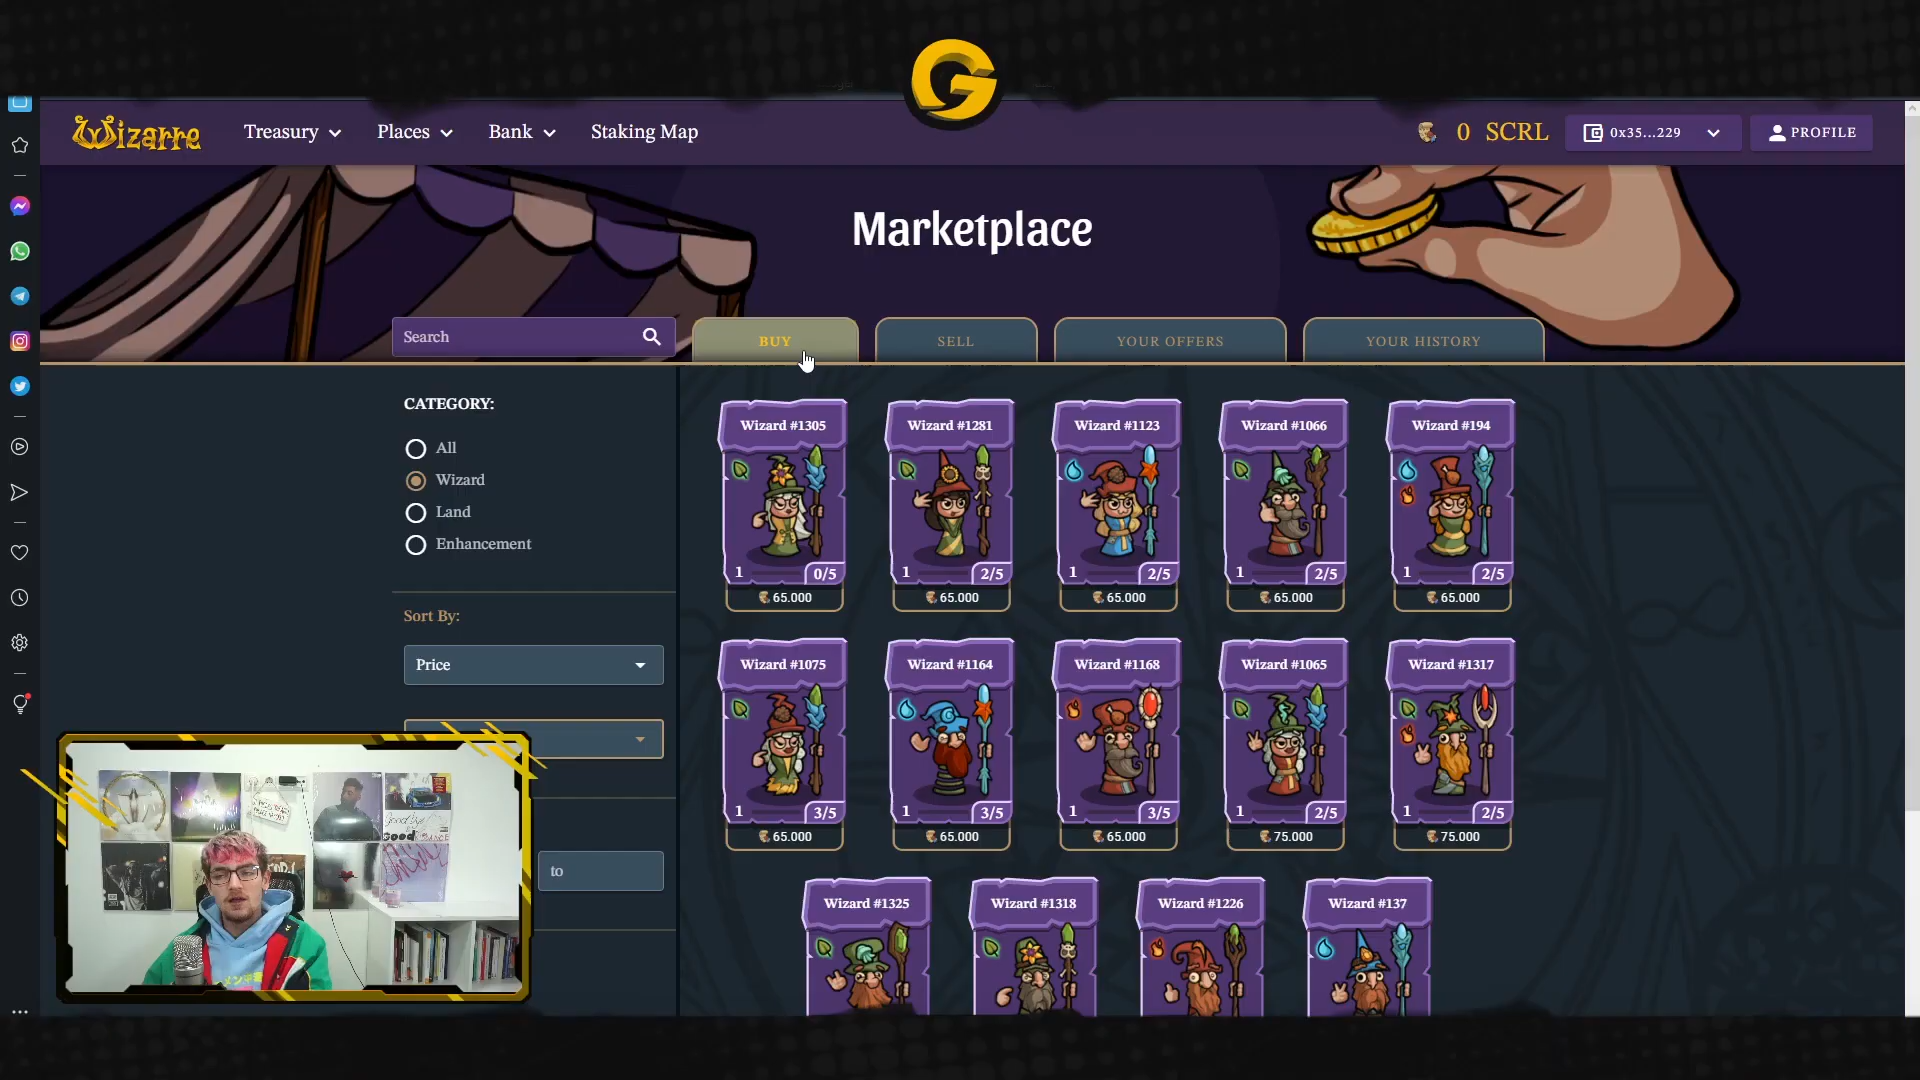 G
Wizarre Treasury Places Bank Staking Map 0 SCRL 0x35...229 PROFILE
Marketplace
Search BUY SELL YOUR OFFERS YOUR HISTORY
CATEGORY:
All
Wizard
Land
Enhancement
Sort By:
Price
to
Wizard #1305 Wizard #1281 Wizard #1123 Wizard #1066 Wizard #194
1 0/5 1 2/5 1 2/5 1 2/5 1 2/5
65.000 65.000 65.000 65.000 65.000
Wizard #1075 Wizard #1164 Wizard #1168 Wizard #1065 Wizard #1317
1 3/5 1 3/5 1 3/5 1 2/5 1 2/5
65.000 65.000 65.000 75.000 75.000
Wizard #1325 Wizard #1318 Wizard #1226 Wizard #137